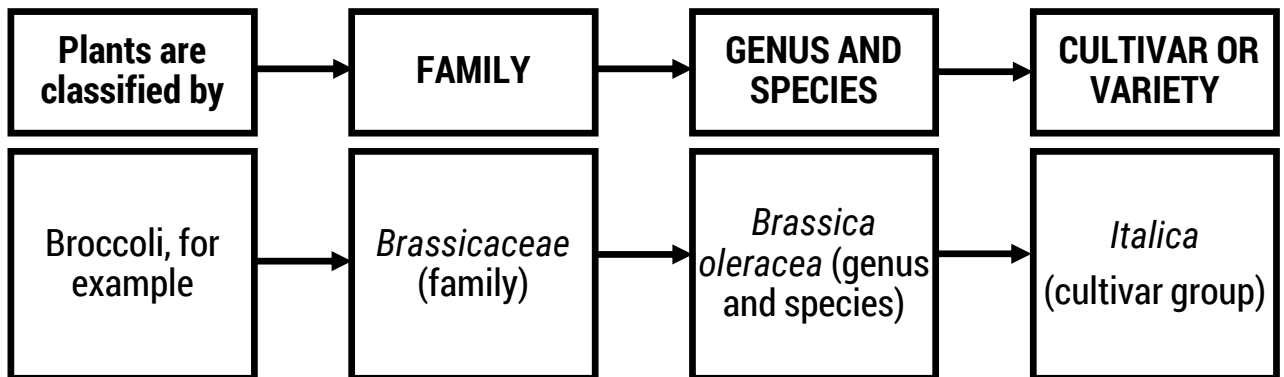 Plants are
classified by
FAMILY
GENUS AND
SPECIES
CULTIVAR OR
VARIETY
Broccoli, for
example
Brassicaceae
(family)
Brassica
oleracea (genus
and species)
Italica
(cultivar group)